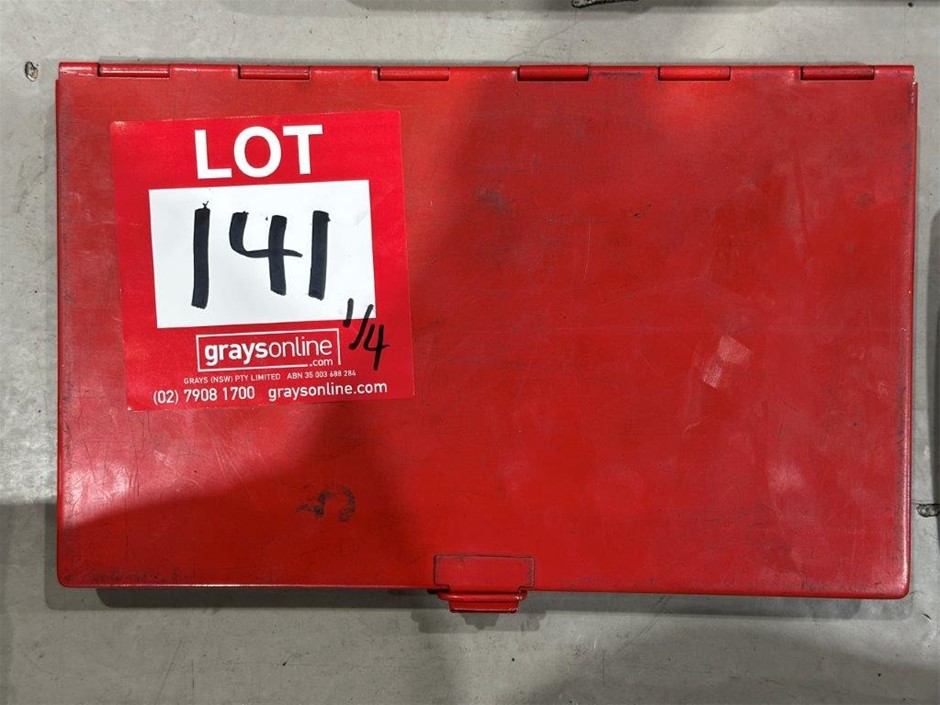 LOT
141
1/4
graysonline
.com
GRAYS (NSW) PTY LIMITED ABN 35 003 688 284
(02) 7908 1700 graysonline.com